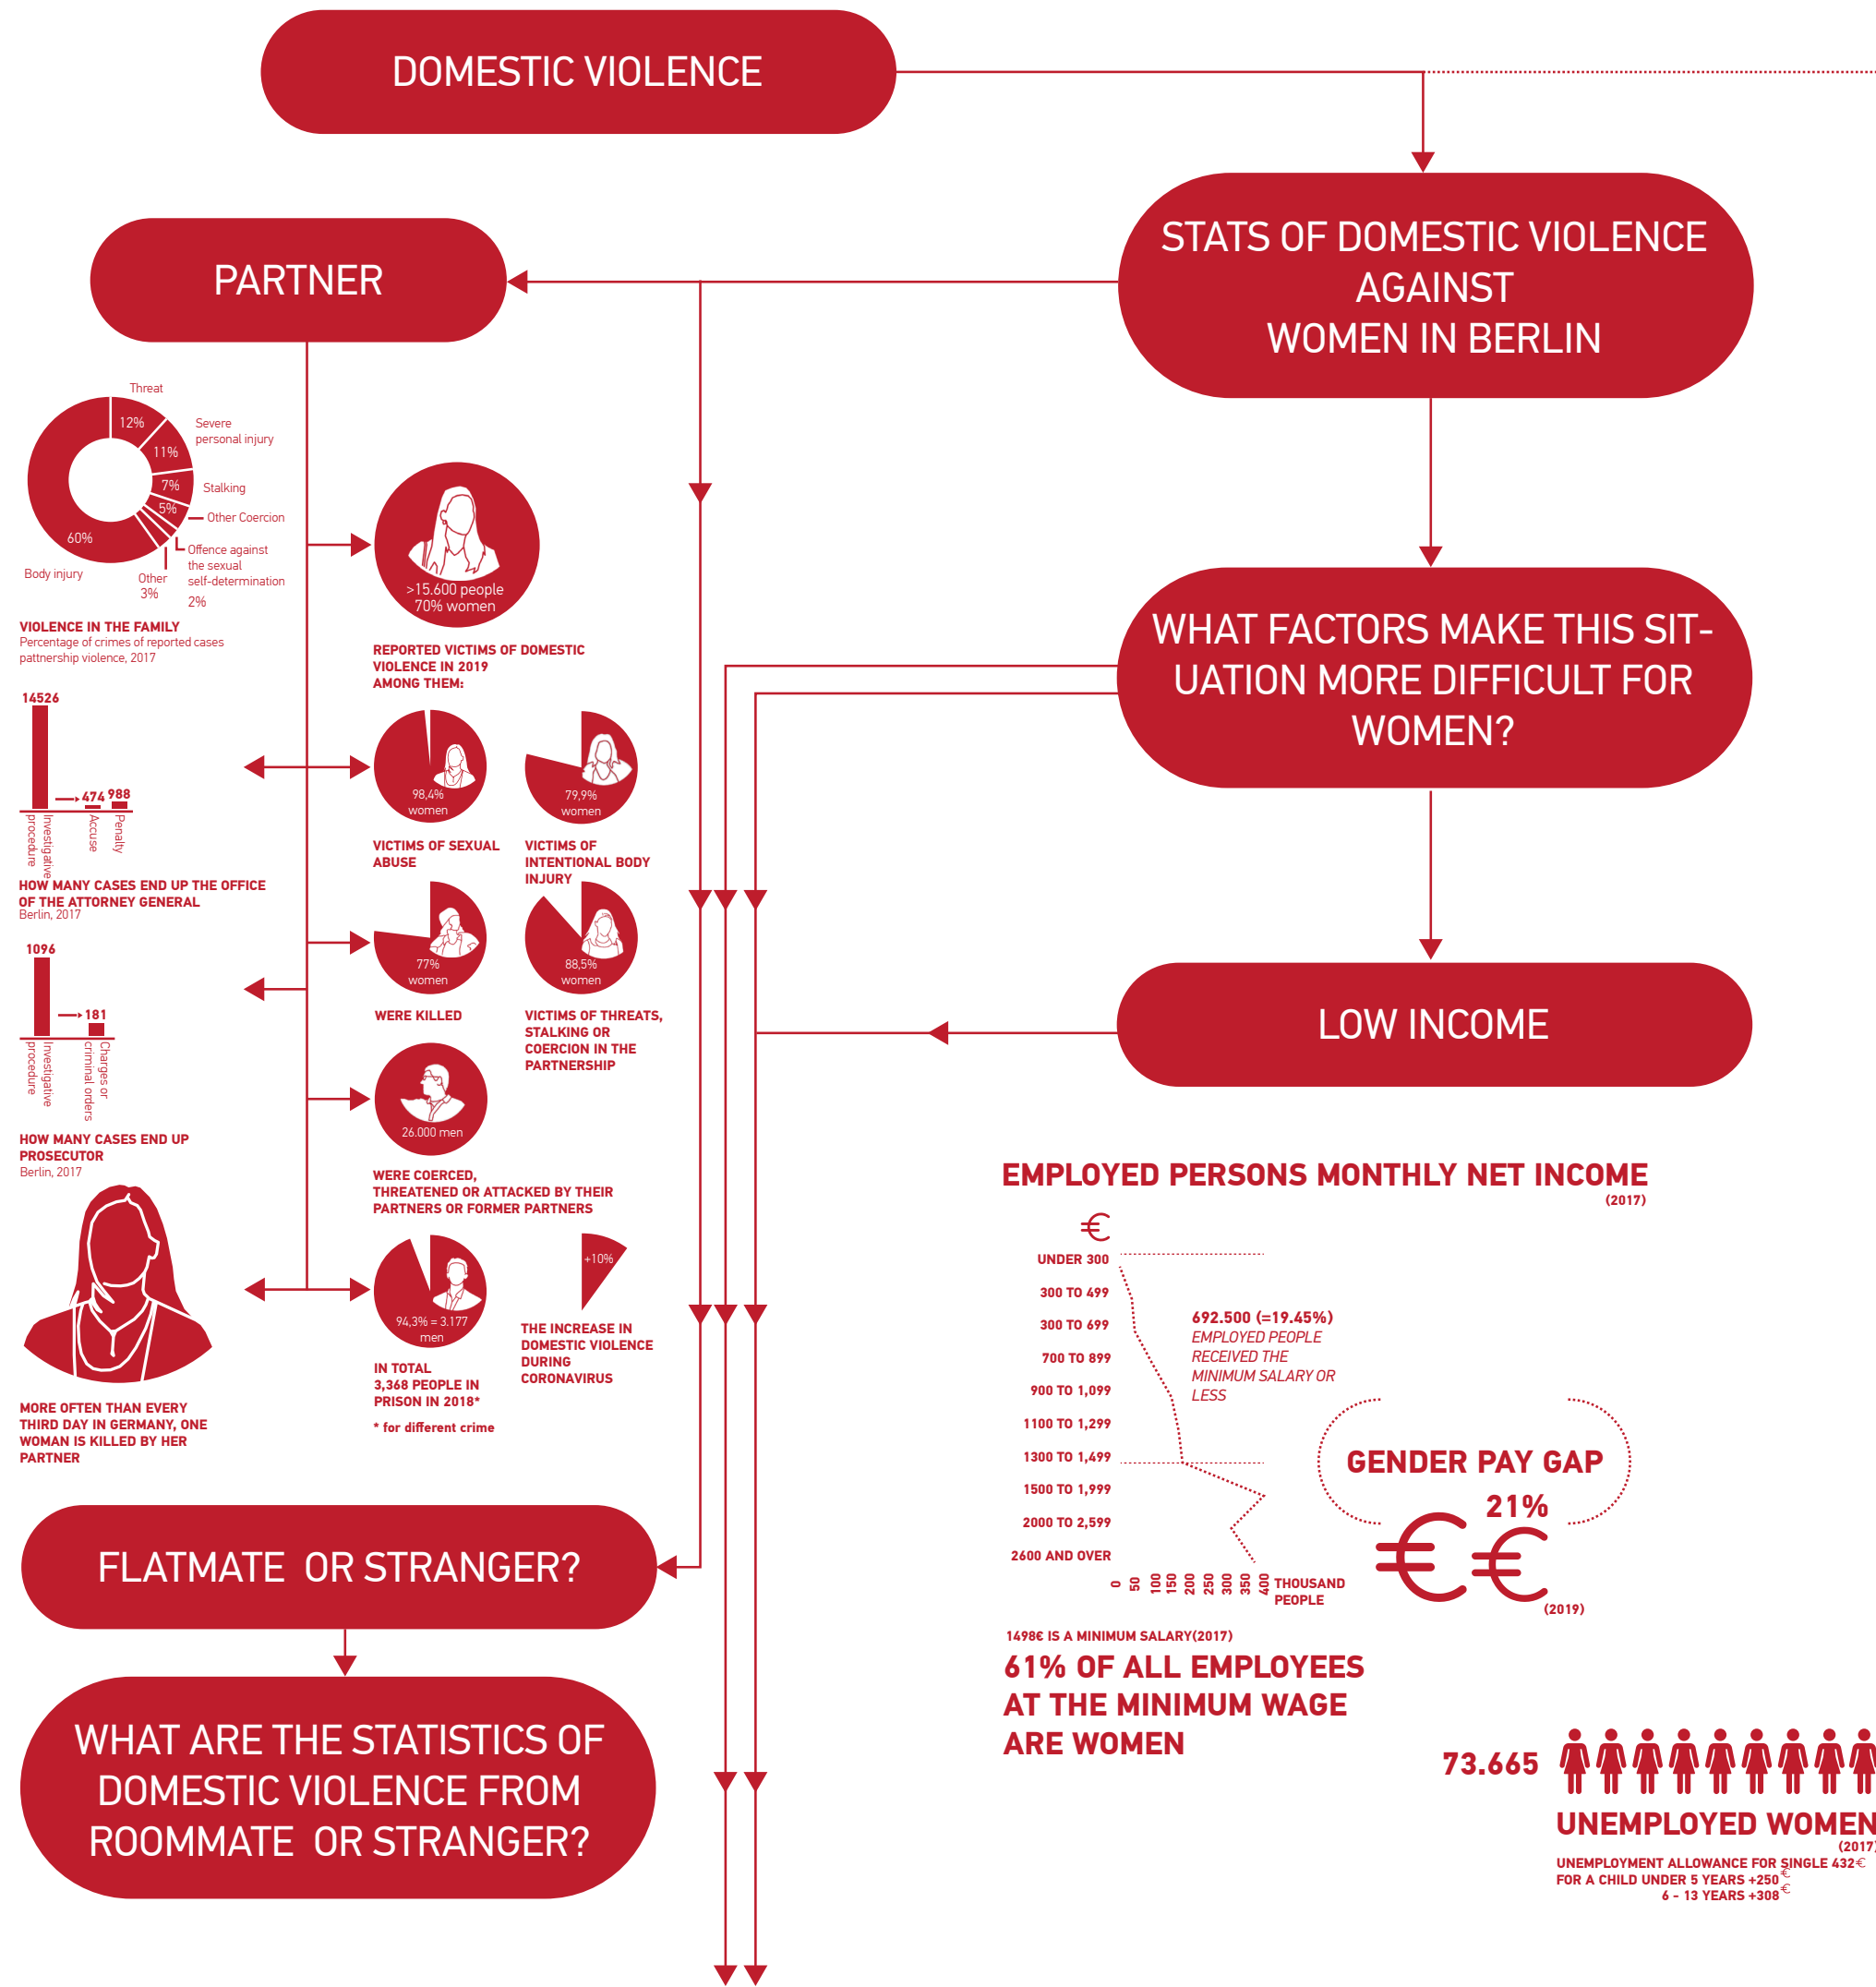 DOMESTIC VIOLENCE
STATS OF DOMESTIC VIOLENCE
AGAINST
WOMEN IN BERLIN
PARTNER
Threat
12%
Severe
personal injury
11%
7%
Stalking
5%
Other Coercion
60%
Offence against
the sexual
self-determination
2%
Body injury
Other
3%
VIOLENCE IN THE FAMILY
Percentage of crimes of reported cases
pattnership violence, 2017
14526
474
988
Investigative
procedure
Accuse
Penalty
HOW MANY CASES END UP THE OFFICE
OF THE ATTORNEY GENERAL
Berlin, 2017
1096
181
Investigative
procedure
Charges or
criminal orders
HOW MANY CASES END UP
PROSECUTOR
Berlin, 2017
MORE OFTEN THAN EVERY
THIRD DAY IN GERMANY, ONE
WOMAN IS KILLED BY HER
PARTNER
>15.600 people
70% women
REPORTED VICTIMS OF DOMESTIC
VIOLENCE IN 2019
AMONG THEM:
98,4%
women
VICTIMS OF SEXUAL
ABUSE
79,9%
women
VICTIMS OF
INTENTIONAL BODY
INJURY
77%
women
WERE KILLED
88,5%
women
VICTIMS OF THREATS,
STALKING OR
COERCION IN THE
PARTNERSHIP
26.000 men
WERE COERCED,
THREATENED OR ATTACKED BY THEIR
PARTNERS OR FORMER PARTNERS
94,3% = 3.177
men
IN TOTAL
3,368 PEOPLE IN
PRISON IN 2018*
* for different crime
+10%
THE INCREASE IN
DOMESTIC VIOLENCE
DURING
CORONAVIRUS
WHAT FACTORS MAKE THIS SIT-
UATION MORE DIFFICULT FOR
WOMEN?
LOW INCOME
EMPLOYED PERSONS MONTHLY NET INCOME
(2017)
€
UNDER 300
300 TO 499
300 TO 699
700 TO 899
900 TO 1,099
1100 TO 1,299
1300 TO 1,499
1500 TO 1,999
2000 TO 2,599
2600 AND OVER
0
50
100
150
200
250
300
350
400
THOUSAND
PEOPLE
692.500 (=19.45%)
EMPLOYED PEOPLE
RECEIVED THE
MINIMUM SALARY OR
LESS
GENDER PAY GAP
21%
€ €
(2019)
1498€ IS A MINIMUM SALARY(2017)
61% OF ALL EMPLOYEES
AT THE MINIMUM WAGE
ARE WOMEN
73.665
UNEMPLOYED WOMEN
(2017)
UNEMPLOYMENT ALLOWANCE FOR SINGLE 432€
FOR A CHILD UNDER 5 YEARS +250€
6 - 13 YEARS +308€
FLATMATE OR STRANGER?
WHAT ARE THE STATISTICS OF
DOMESTIC VIOLENCE FROM
ROOMMATE OR STRANGER?